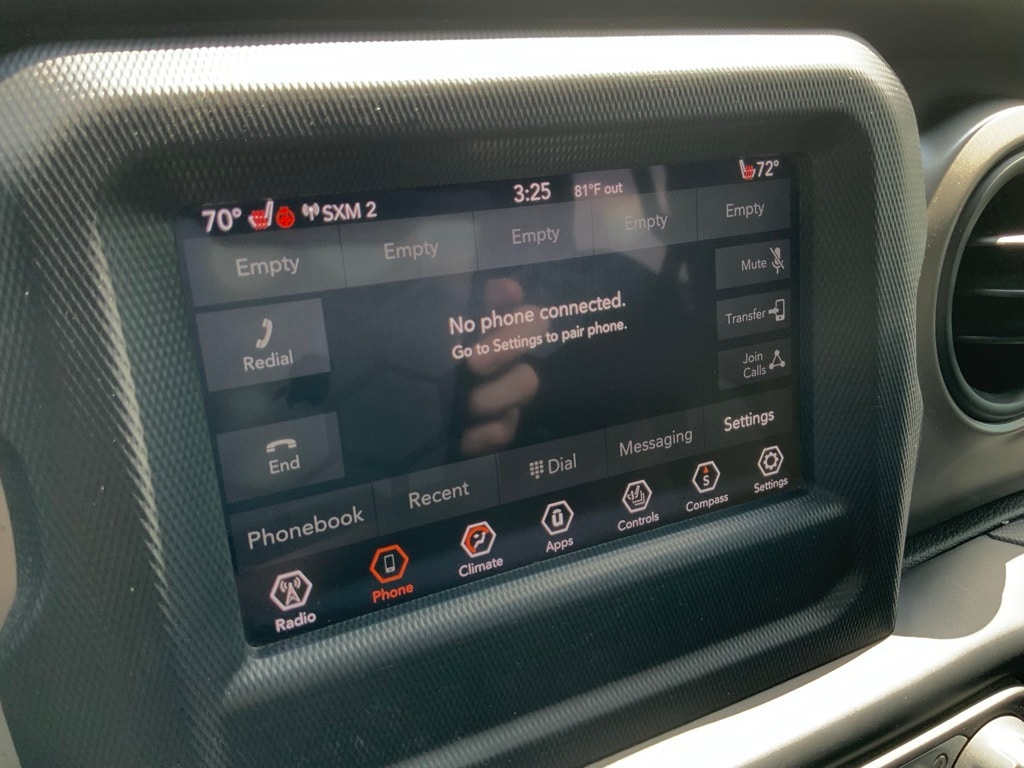 70° SXM 2 3:25 81°F out 72°
Empty Empty Empty Empty Empty
Mute
Redial
No phone connected.
Go to Settings to pair phone.
Transfer
Join
Calls
End
Phonebook Recent Dial Messaging Settings
Radio Phone Climate Apps Controls S Compass Settings